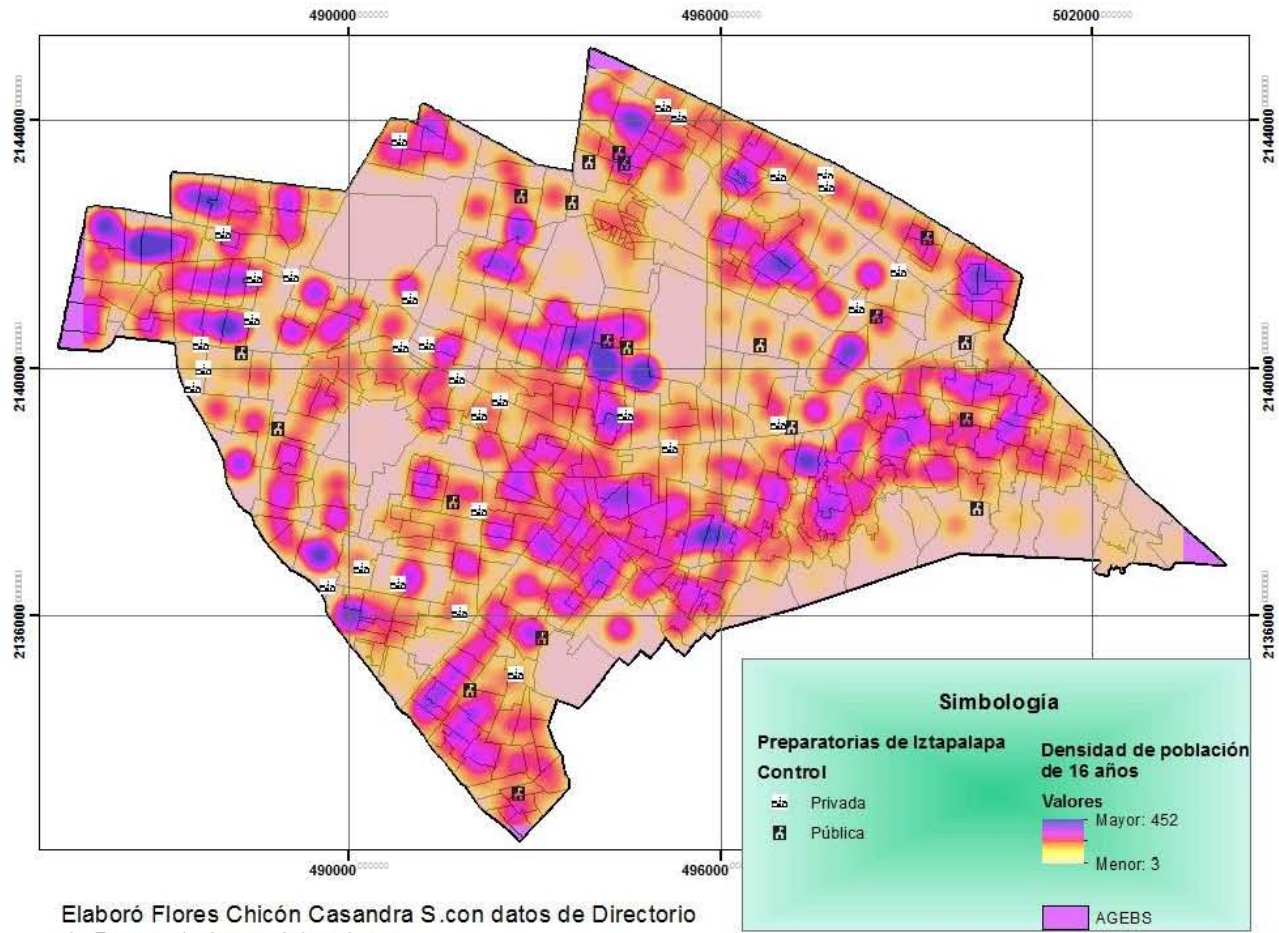 490000 496000 502000
2144000 2144000
2140000 2140000
2136000 2136000
490000 496000
Simbología
Preparatorias de Iztapalapa
Control
Privada
Pública
Densidad de población
de 16 años
Valores
Mayor: 452
Menor: 3
AGEBS
Elaboró Flores Chicón Casandra S.con datos de Directorio